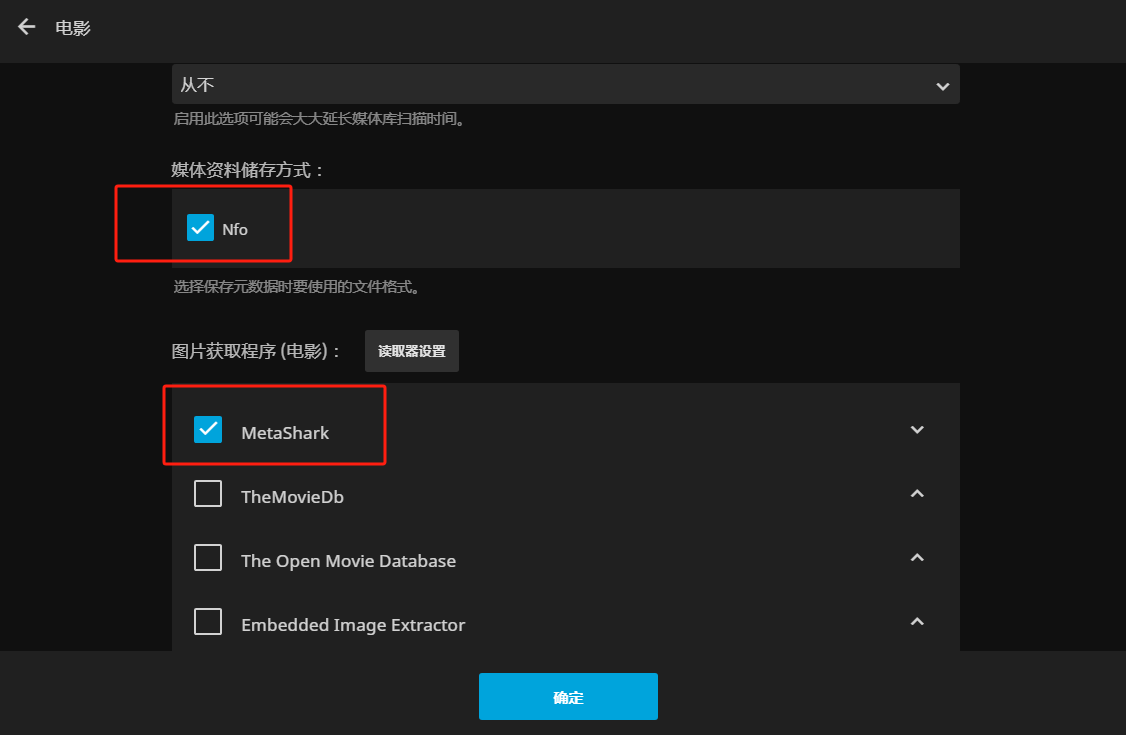 电影
从不
启用此选项可能会大大延长媒体库扫描时间。
媒体资料储存方式：
Nfo
选择保存元数据时要使用的文件格式。
图片获取程序 (电影)： 读取器设置
MetaShark
TheMovieDb
The Open Movie Database
Embedded Image Extractor
确定